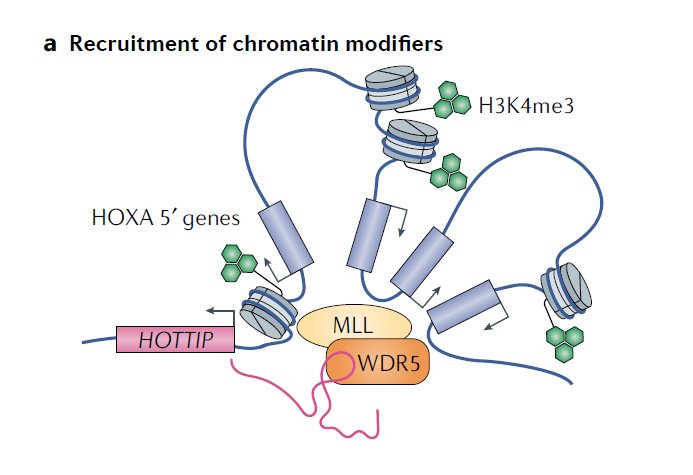 a Recruitment of chromatin modifiers
H3K4me3
HOXA 5′ genes
MLL
HOTTIP
WDR5